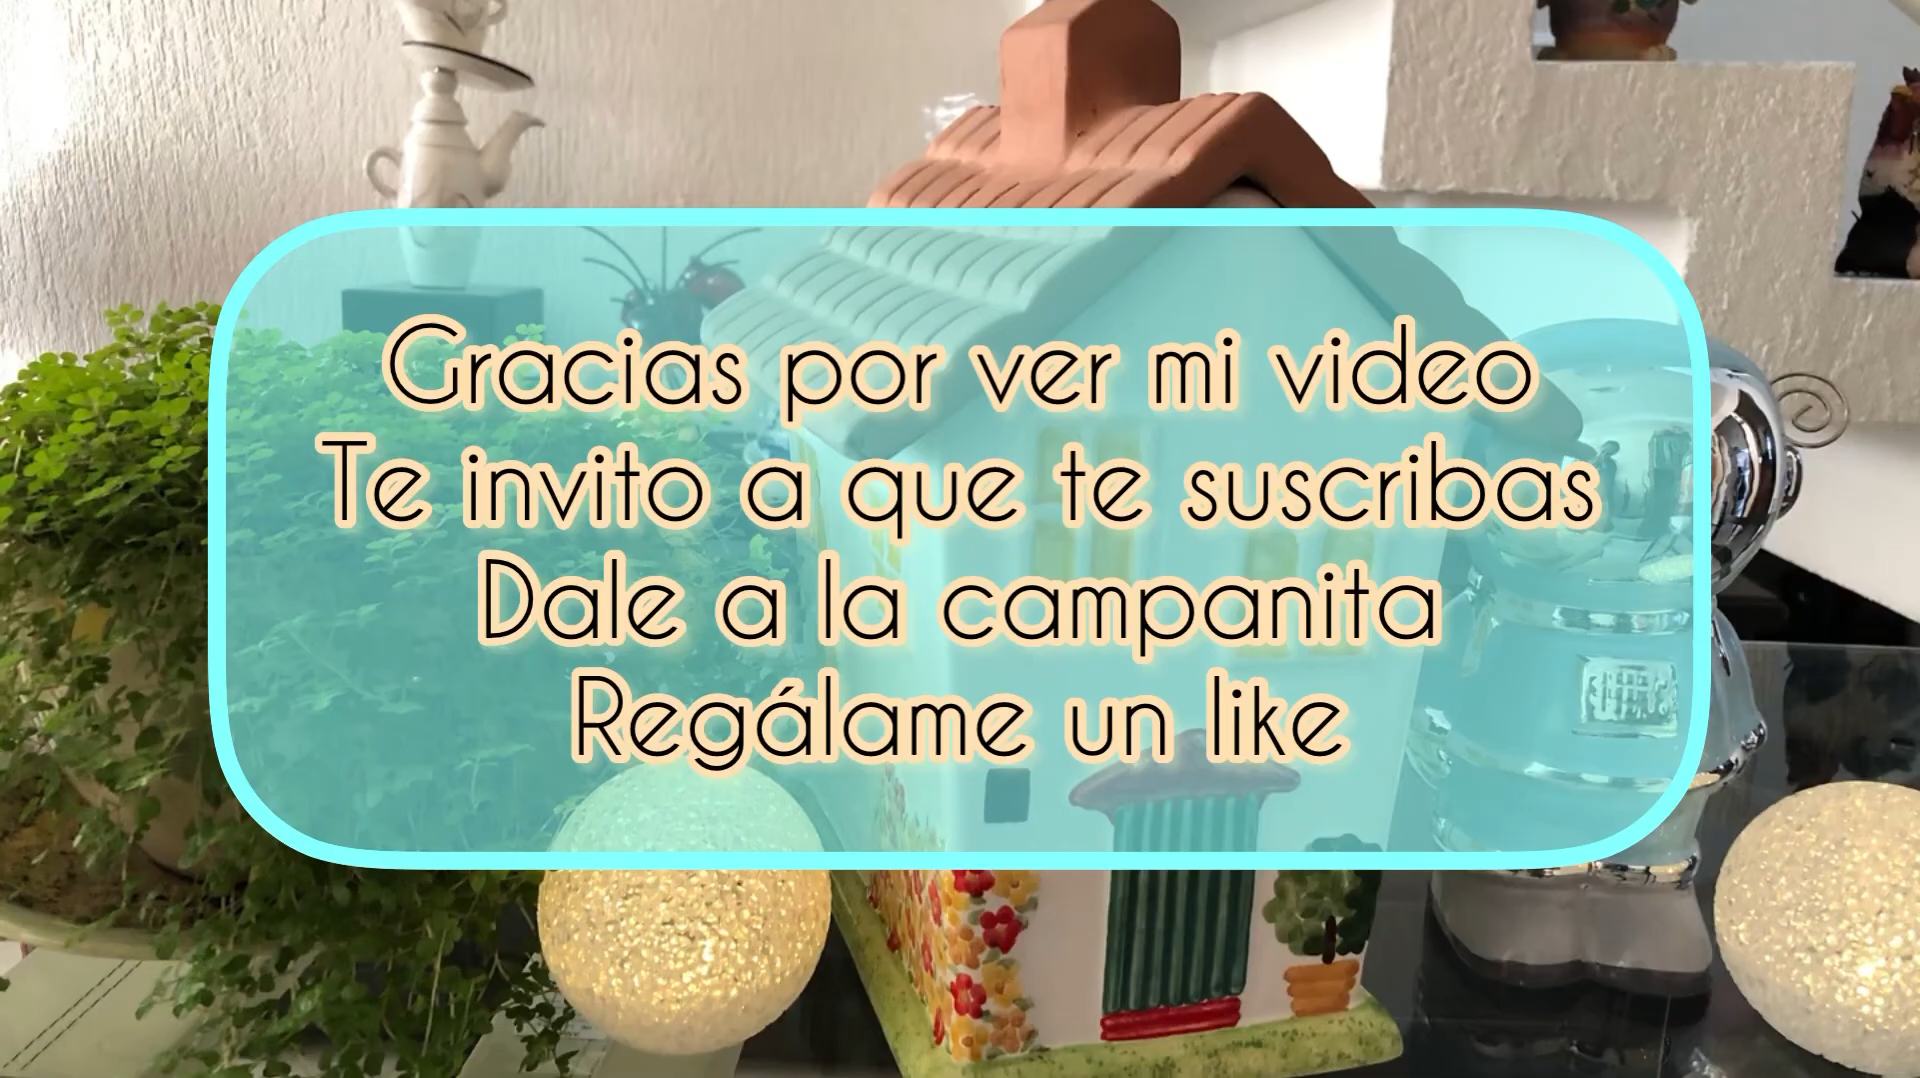 Gracias por ver mi video
Te invito a que te suscribas
Dale a la campanita
Regálame un like